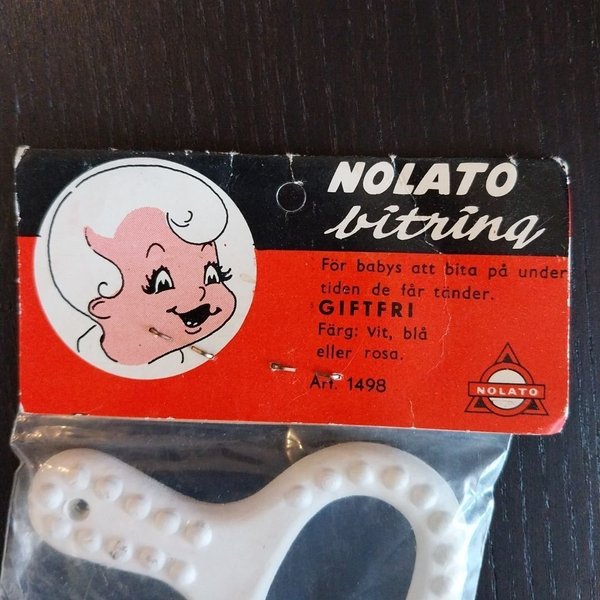 NOLATO
bitring
För babys att bita på under
tiden de får tänder.
GIFTFRI
Färg: Vit, blå
eller rosa.
Art. 1498
NOLATO